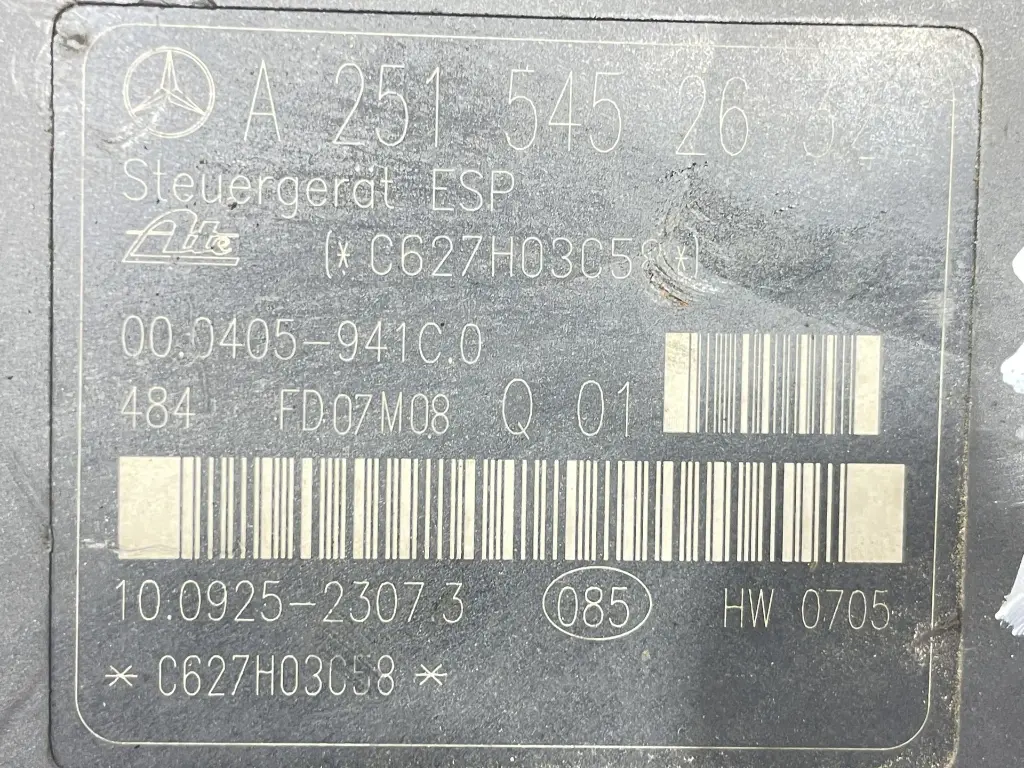 A 251 545 26 32
Steuergerät ESP
Ate (*C627H03C58*)
00.0405-941C.0
484 FD07M08 Q 01
10.0925-2307.3 085 HW 0705
* C627H03C58 *